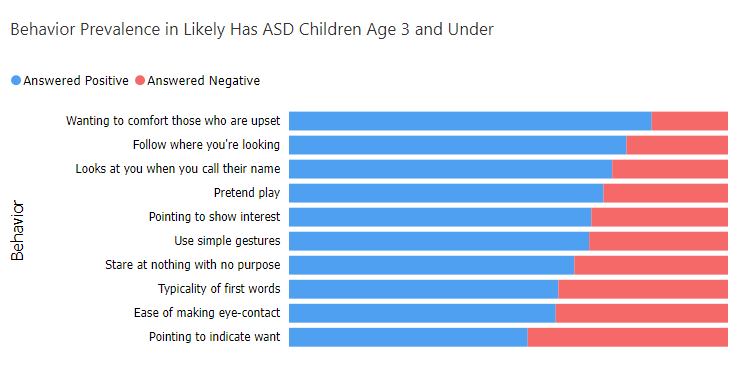 Behavior Prevalence in Likely Has ASD Children Age 3 and Under
Answered Positive Answered Negative
Behavior
Wanting to comfort those who are upset
Follow where you're looking
Looks at you when you call their name
Pretend play
Pointing to show interest
Use simple gestures
Stare at nothing with no purpose
Typicality of first words
Ease of making eye-contact
Pointing to indicate want